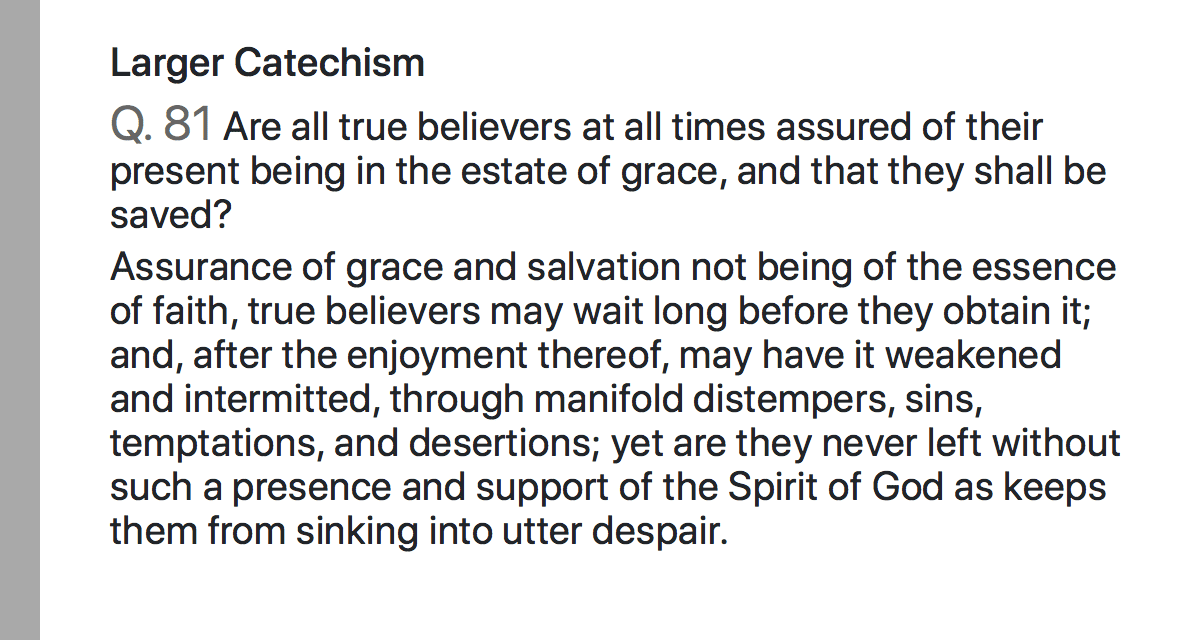 Larger Catechism
Q. 81 Are all true believers at all times assured of their
present being in the estate of grace, and that they shall be
saved?
Assurance of grace and salvation not being of the essence
of faith, true believers may wait long before they obtain it;
and, after the enjoyment thereof, may have it weakened
and intermitted, through manifold distempers, sins,
temptations, and desertions; yet are they never left without
such a presence and support of the Spirit of God as keeps
them from sinking into utter despair.